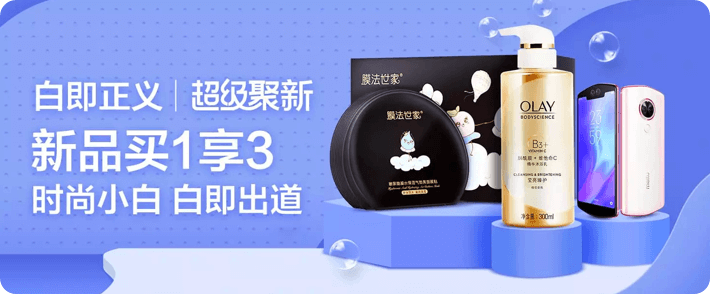 白即正义 | 超级聚新
新品买1享3
时尚小白 白即出道
膜法世家
膜法世家
OLAY
BODYSCIENCE
B3+
VITAMIN C
CLEANSING & BRIGHTENING
净含量: 300ml